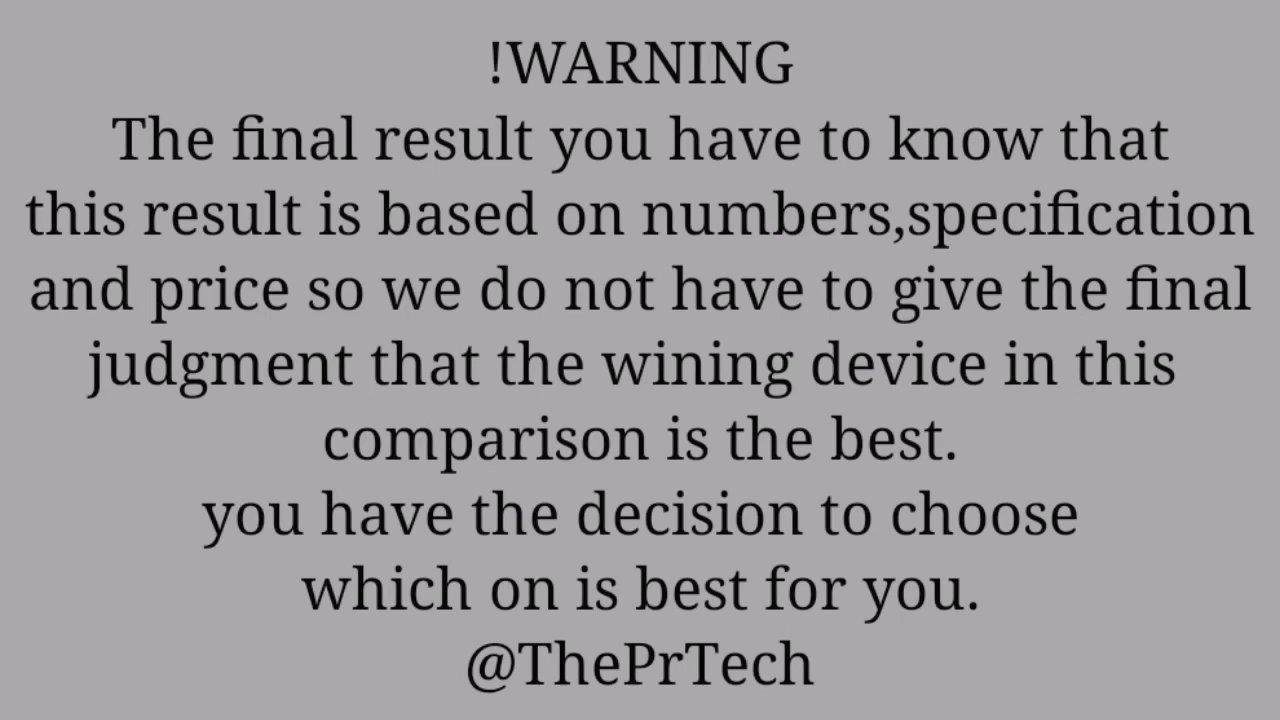 !WARNING
The final result you have to know that
this result is based on numbers,specification
and price so we do not have to give the final
judgment that the wining device in this
comparison is the best.
you have the decision to choose
which on is best for you.
@ThePrTech